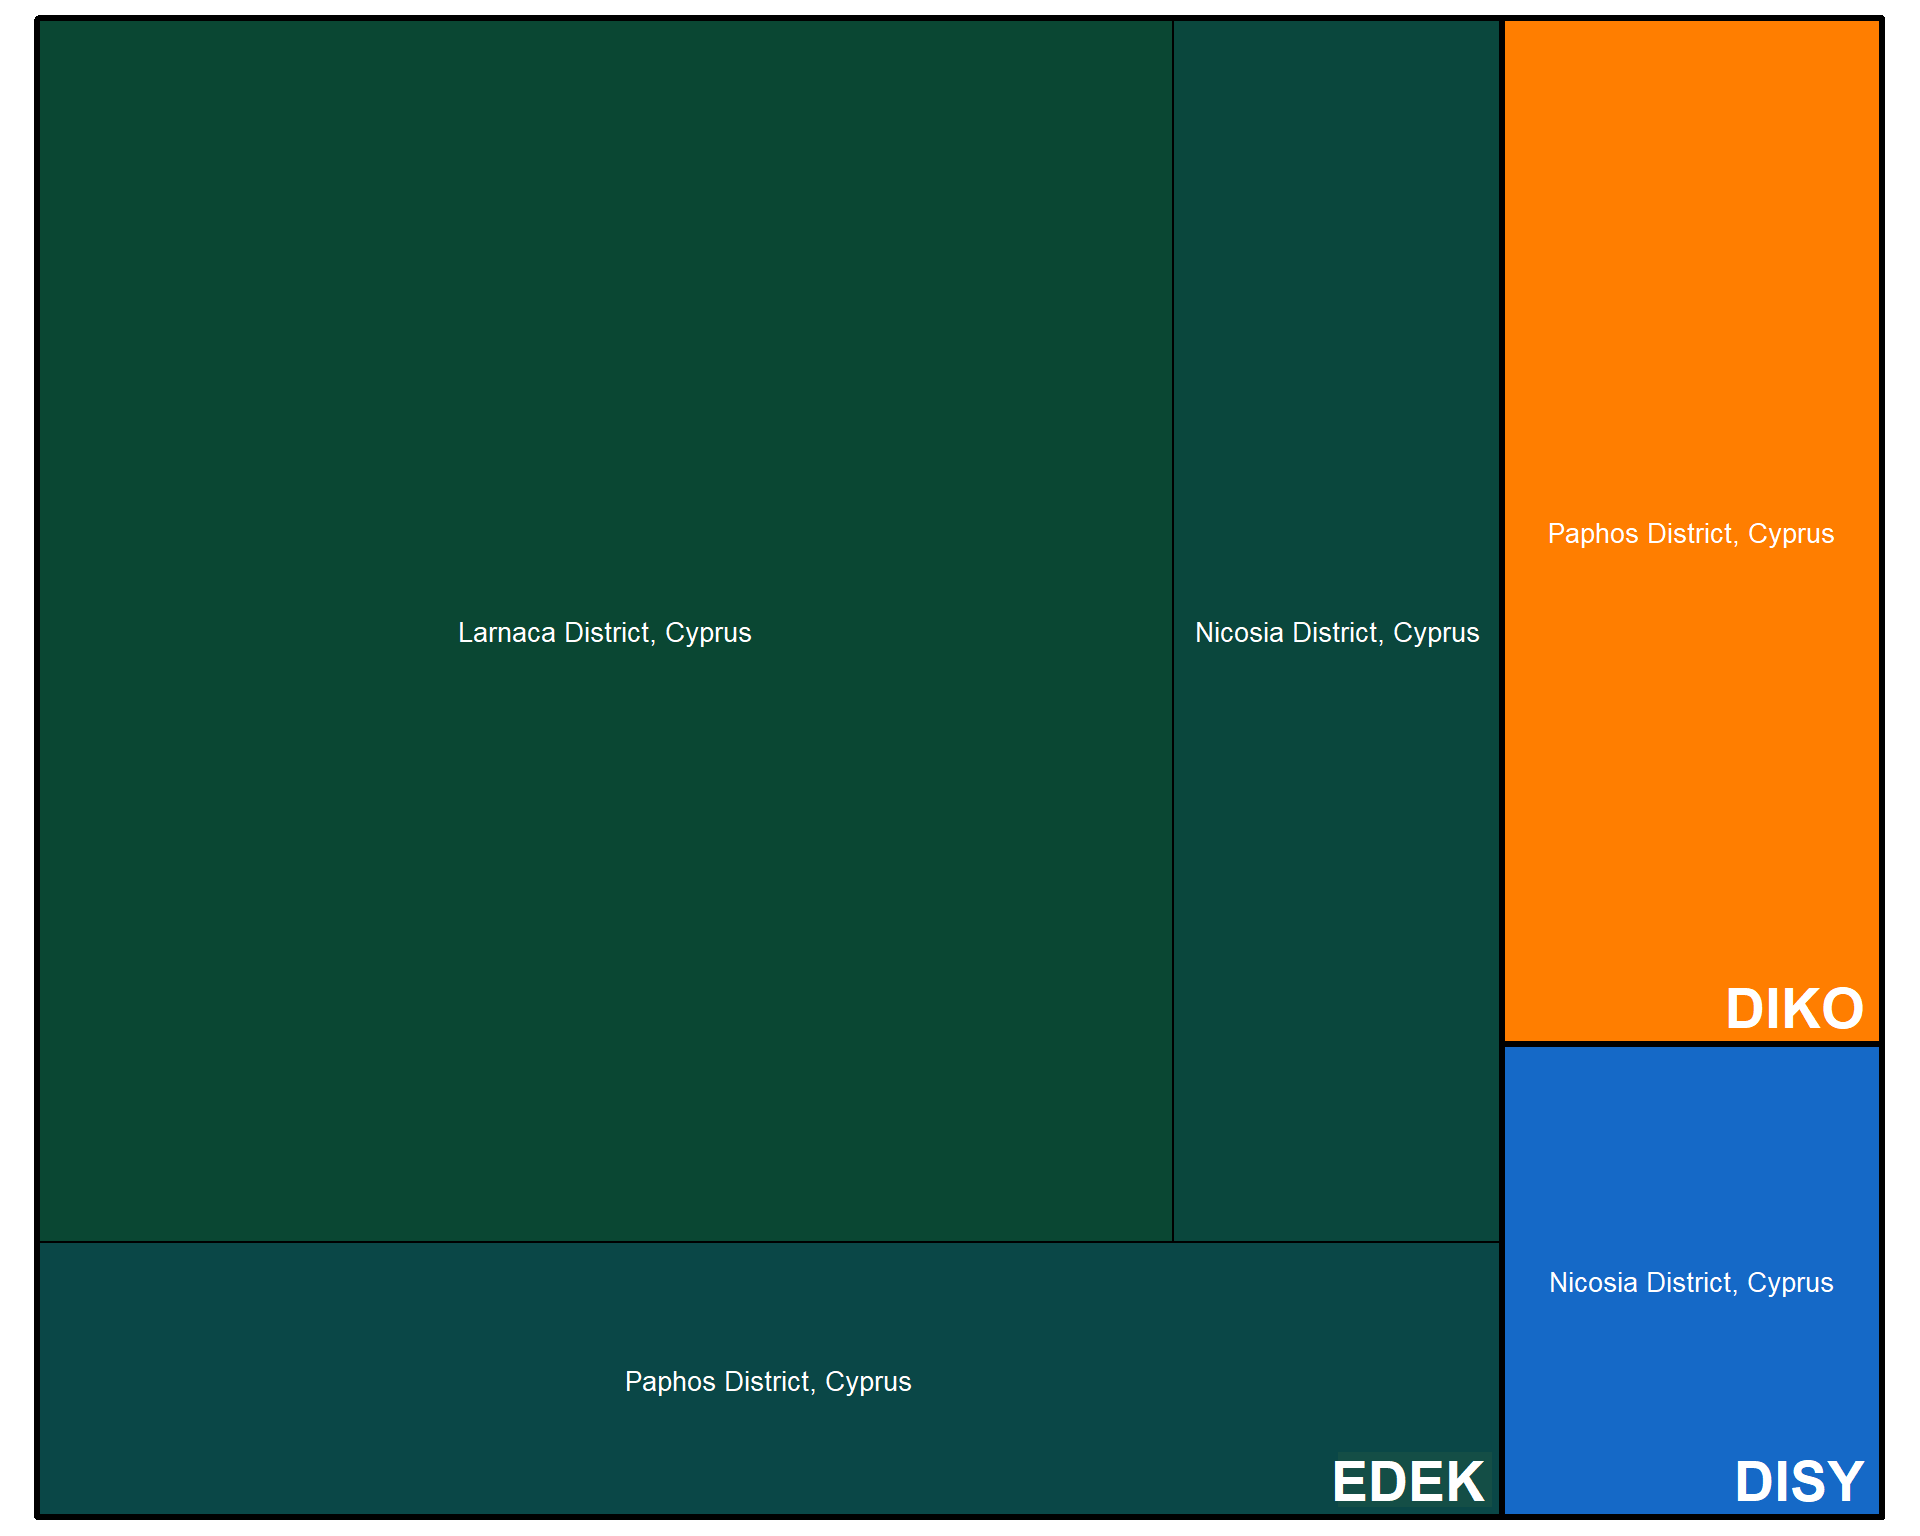 Larnaca District, Cyprus
Nicosia District, Cyprus
Paphos District, Cyprus
EDEK
Paphos District, Cyprus
DIKO
Nicosia District, Cyprus
DISY